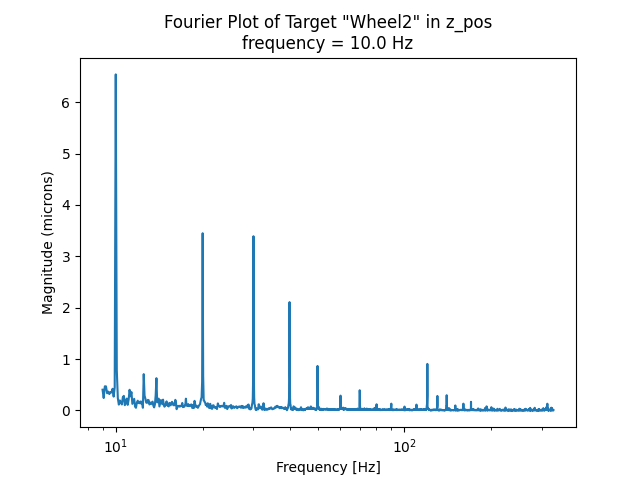 Fourier Plot of Target "Wheel2" in z_pos
frequency = 10.0 Hz
Magnitude (microns)
6
5
4
3
2
1
0
10¹
10²
Frequency [Hz]